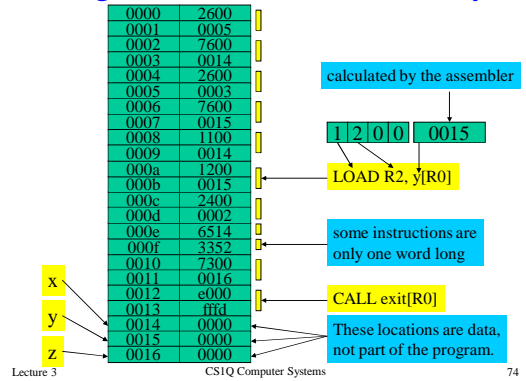 0000 2600
0001 0005
0002 7600
0003 0014
0004 2600
0005 0003
0006 7600
0007 0015
0008 1100
0009 0014
000a 1200
000b 0015
000c 2400
000d 0002
000e 6514
000f 3352
0010 7300
0011 0016
0012 e000
0013 fffd
0014 0000
0015 0000
0016 0000
x
y
z
calculated by the assembler
1 2 0 0 0015
LOAD R2, y[R0]
some instructions are
only one word long
CALL exit[R0]
These locations are data,
not part of the program.
Lecture 3 CS1Q Computer Systems 74